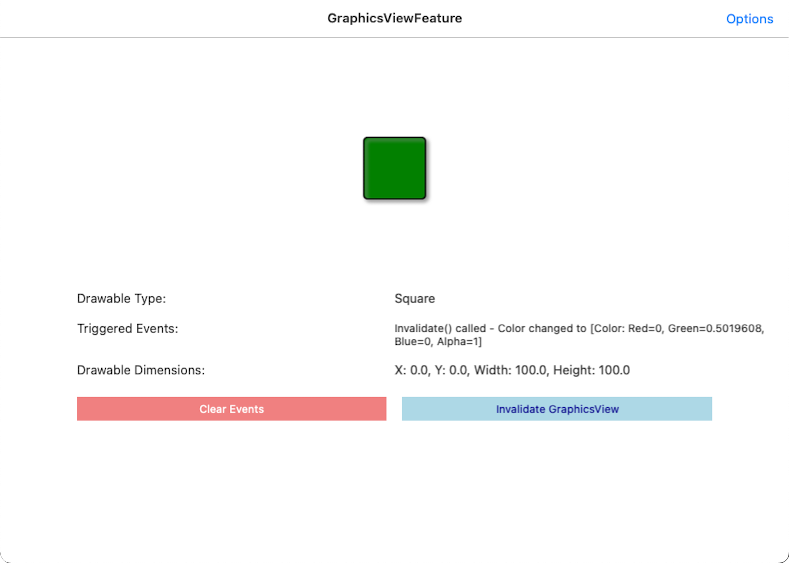 GraphicsViewFeature
Options
Drawable Type:
Square
Triggered Events:
Invalidate() called - Color changed to [Color: Red=0, Green=0.5019608,
Blue=0, Alpha=1]
Drawable Dimensions:
X: 0.0, Y: 0.0, Width: 100.0, Height: 100.0
Clear Events
Invalidate GraphicsView